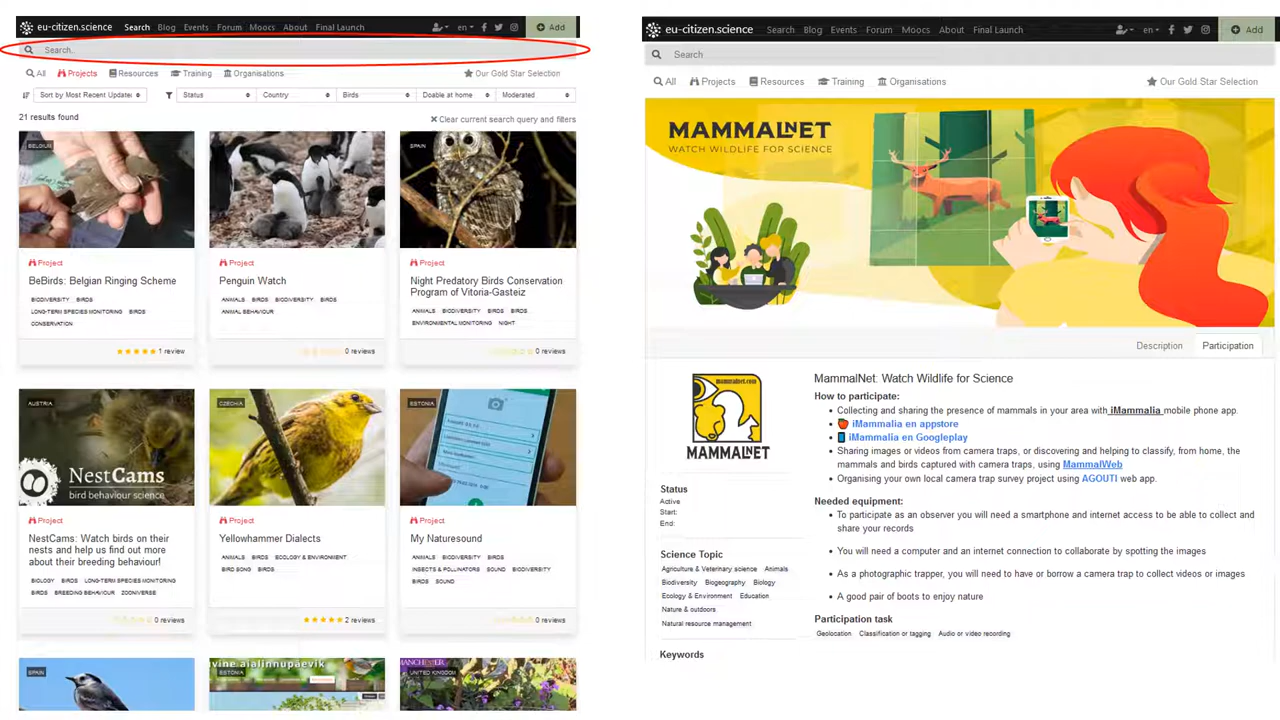 eu-citizen.science Search Blog Events Forum Moocs About Final Launch en Add
Search..
All Projects Resources Training Organisations Our Gold Star Selection
Sort by Most Recent Update Status Country Birds Doable at home Moderated
21 results found Clear current search query and filters
BELGIUM
SPAIN
Project Project Project
BeBirds: Belgian Ringing Scheme
BIODIVERSITY BIRDS
LONG-TERM SPECIES MONITORING BIRDS
CONSERVATION
1 review
Penguin Watch
ANIMALS BIRDS BIODIVERSITY BIRDS
ANIMAL BEHAVIOUR
0 reviews
Night Predatory Birds Conservation
Program of Vitoria-Gasteiz
ANIMALS BIODIVERSITY BIRDS BIRDS
ENVIRONMENTAL MONITORING NIGHT
0 reviews
AUSTRIA
NestCams
bird behaviour science
Project
NestCams: Watch birds on their
nests and help us find out more
about their breeding behaviour!
BIOLOGY BIRDS LONG-TERM SPECIES MONITORING
BIRDS BREEDING BEHAVIOUR ZOONIVERSE
0 reviews
CZECHIA
Project
Yellowhammer Dialects
ANIMALS BIRDS ECOLOGY & ENVIRONMENT
BIRD SONG BIRDS
2 reviews
ESTONIA
Project
My Naturesound
ANIMALS BIODIVERSITY BIRDS
INSECTS & POLLINATORS SOUND BIODIVERSITY
BIRDS SOUND
0 reviews
SPAIN
ESTONIA
UNITED KINGDOM
eu-citizen.science Search Blog Events Forum Moocs About Final Launch en Add
Search
All Projects Resources Training Organisations Our Gold Star Selection
MAMMALNET
WATCH WILDLIFE FOR SCIENCE
Description Participation
mammalnet.com
MAMMALNET
Status
Active
Start:
End:
Science Topic
Agriculture & Veterinary science Animals
Biodiversity Biogeography Biology
Ecology & Environment Education
Nature & outdoors
Natural resource management
Keywords
MammalNet: Watch Wildlife for Science
How to participate:
• Collecting and sharing the presence of mammals in your area with iMammalia mobile phone app.
• iMammalia en appstore
• iMammalia en Googleplay
• Sharing images or videos from camera traps, or discovering and helping to classify, from home, the
mammals and birds captured with camera traps, using MammalWeb
• Organising your own local camera trap survey project using AGOUTI web app.
Needed equipment:
• To participate as an observer you will need a smartphone and internet access to be able to collect and
share your records
• You will need a computer and an internet connection to collaborate by spotting the images
• As a photographic trapper, you will need to have or borrow a camera trap to collect videos or images
• A good pair of boots to enjoy nature
Participation task
Geolocation Classification or tagging Audio or video recording